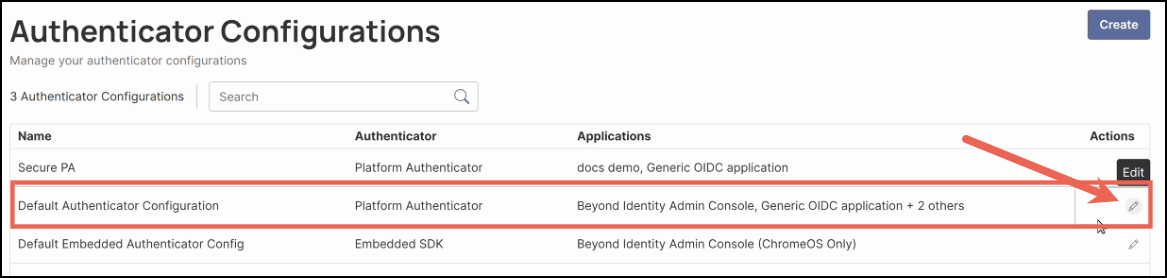 Authenticator Configurations
Create
Manage your authenticator configurations
3 Authenticator Configurations
Search
Name Authenticator Applications Actions
Secure PA Platform Authenticator docs demo, Generic OIDC application
Edit
Default Authenticator Configuration Platform Authenticator Beyond Identity Admin Console, Generic OIDC application + 2 others
Default Embedded Authenticator Config Embedded SDK Beyond Identity Admin Console (ChromeOS Only)